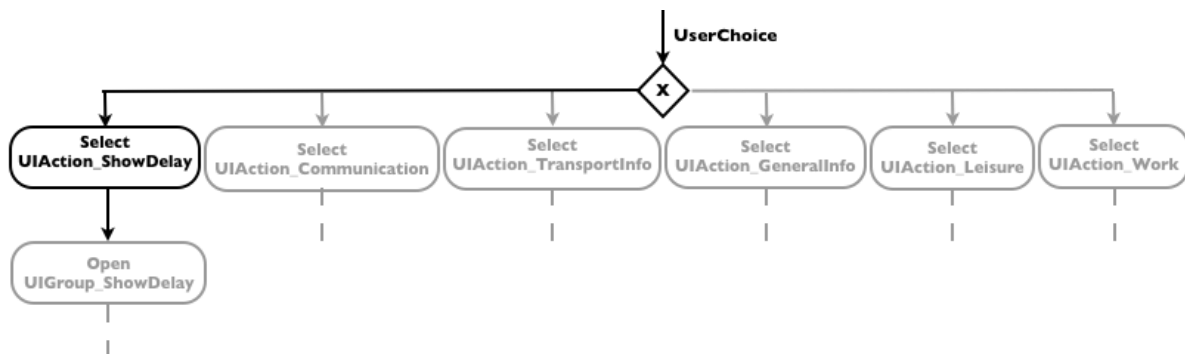 UserChoice
X
Select
UIAction_ShowDelay
Select
UIAction_Communication
Select
UIAction_TransportInfo
Select
UIAction_GeneralInfo
Select
UIAction_Leisure
Select
UIAction_Work
Open
UIGroup_ShowDelay